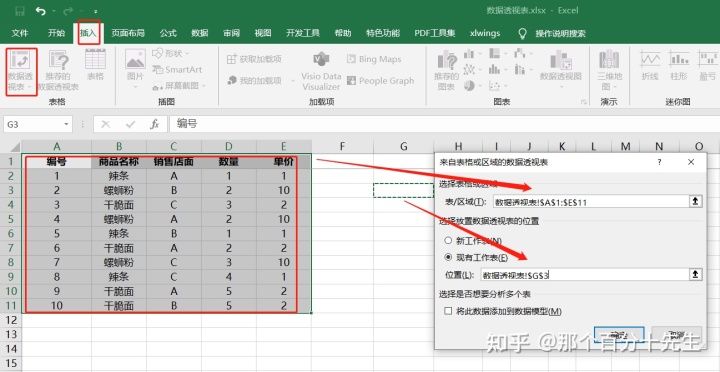 数据透视表.xlsx - Excel
文件 开始 插入 页面布局 公式 数据 审阅 视图 开发工具 帮助 特色功能 PDF工具集 xlwings 操作说明搜索
数据透视表 推荐的数据透视表 表格
表格
图片 形状 SmartArt 屏幕截图
插图
获取加载项 我的加载项 Visio Data Visualizer Bing Maps People Graph
加载项
推荐的图表 数据透视图
图表
三维地图
演示
折线 柱形 盈亏
迷你图
G3 fx 编号
A B C D E F G H I J K L M N O
1 编号 商品名称 销售店面 数量 单价
2 1 辣条 A 1 1
3 2 螺蛳粉 B 2 10
4 3 干脆面 C 3 2
5 4 螺蛳粉 A 2 10
6 5 辣条 B 1 1
7 6 干脆面 A 2 2
8 7 螺蛳粉 C 3 10
9 8 辣条 C 4 1
10 9 干脆面 A 5 2
11 10 干脆面 B 5 2
12
13
14
15
来自表格或区域的数据透视表 ? ×
选择表格或区域
表/区域(T): 数据透视表!$A$1:$E$11
选择放置数据透视表的位置
新工作表(N)
现有工作表(E)
位置(L): 数据透视表!$G$3
选择是否想要分析多个表
将此数据添加到数据模型(M)
知乎 @那个百分十先生